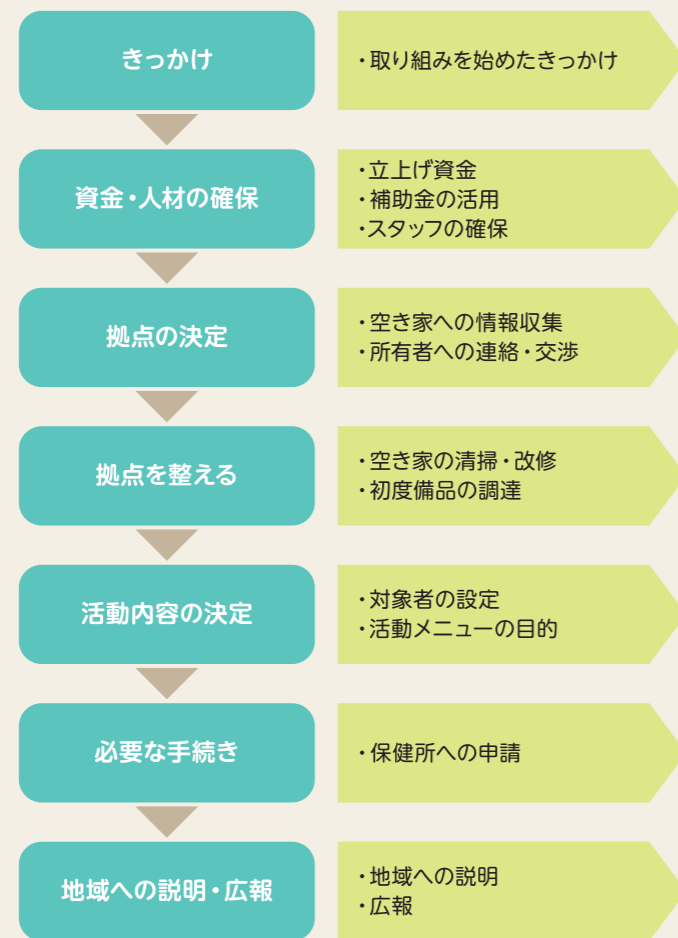 きっかけ
・取り組みを始めたきっかけ
資金・人材の確保
・立上げ資金
・補助金の活用
・スタッフの確保
拠点の決定
・空き家への情報収集
・所有者への連絡・交渉
拠点を整える
・空き家の清掃・改修
・初度備品の調達
活動内容の決定
・対象者の設定
・活動メニューの目的
必要な手続き
・保健所への申請
地域への説明・広報
・地域への説明
・広報